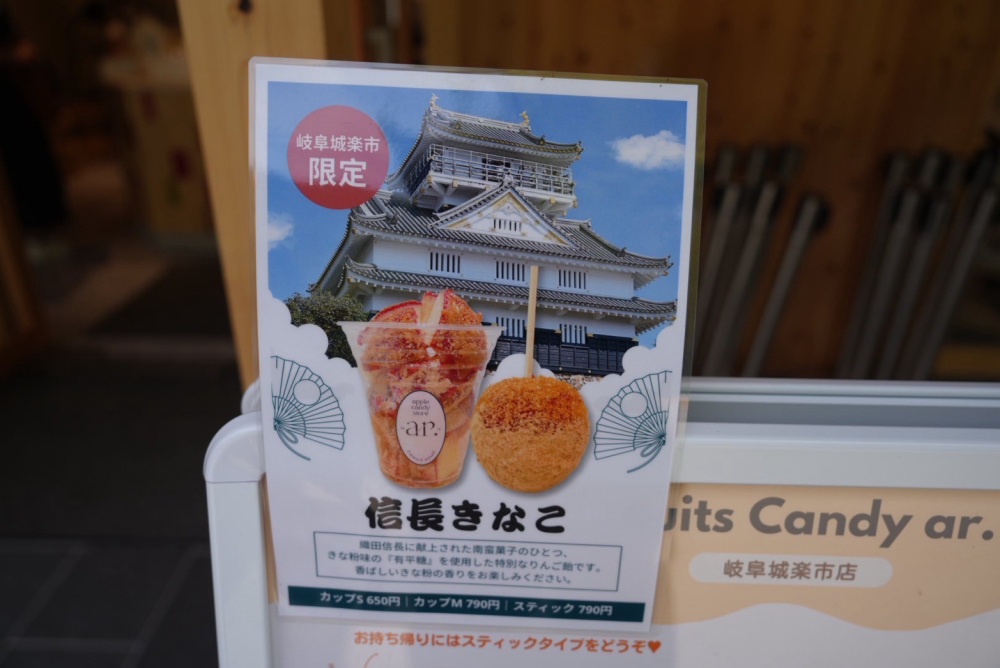 岐阜城楽市
限定
apple
candy
store
ar.
信長きなこ
織田信長に献上された南蛮菓子のひとつ、
きな粉味の『有平糖』を使用した特別なりんご飴です。
香ばしいきな粉の香りをお楽しみください。
カップS 650円｜カップM 790円｜スティック 790円
uits Candy ar.
岐阜城楽市店
お持ち帰りにはスティックタイプをどうぞ♥